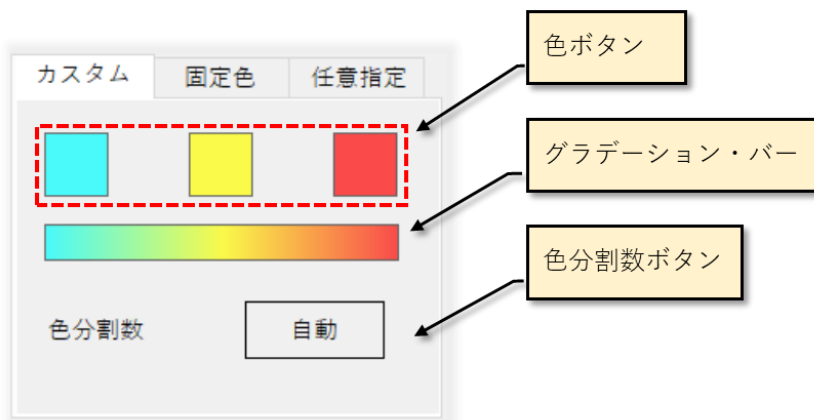 色ボタン
カスタム
固定色
任意指定
グラデーション・バー
色分割数ボタン
色分割数
自動